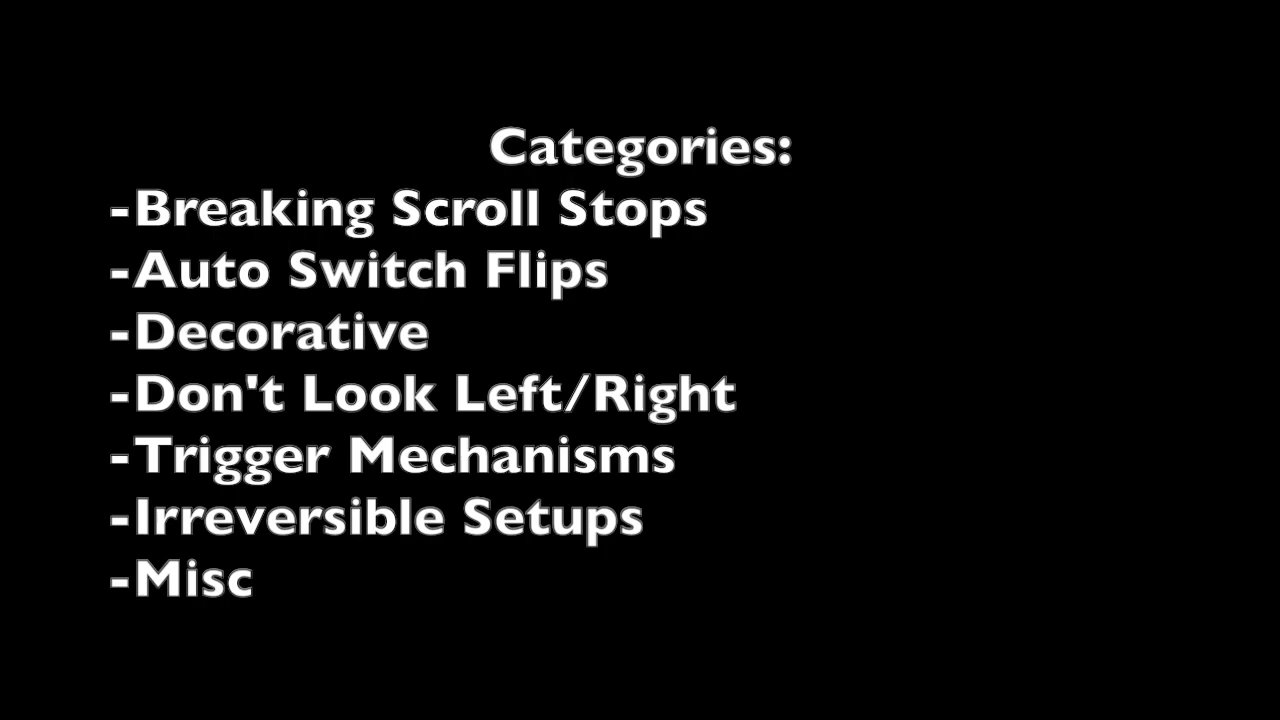 Categories:
-Breaking Scroll Stops
-Auto Switch Flips
-Decorative
-Don't Look Left/Right
-Trigger Mechanisms
-Irreversible Setups
-Misc